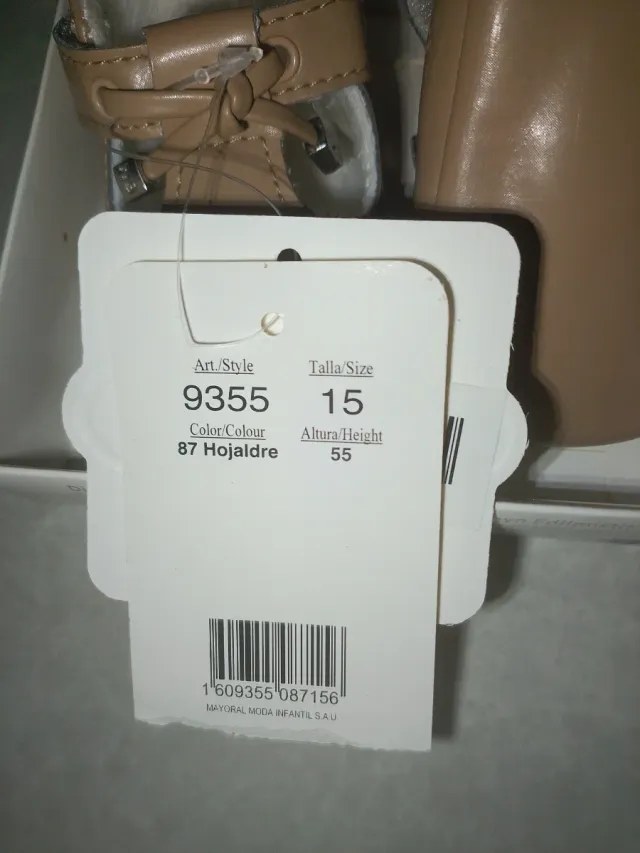 Art./Style Talla/Size
9355 15
Color/Colour Altura/Height
87 Hojaldre 55
1 609355 087156
MAYORAL MODA INFANTIL S.A.U